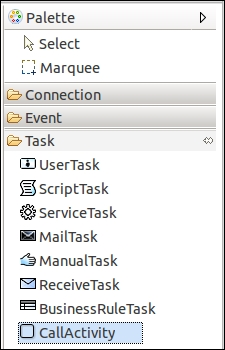 Palette
Select
Marquee
Connection
Event
Task
UserTask
ScriptTask
ServiceTask
MailTask
ManualTask
ReceiveTask
BusinessRuleTask
CallActivity